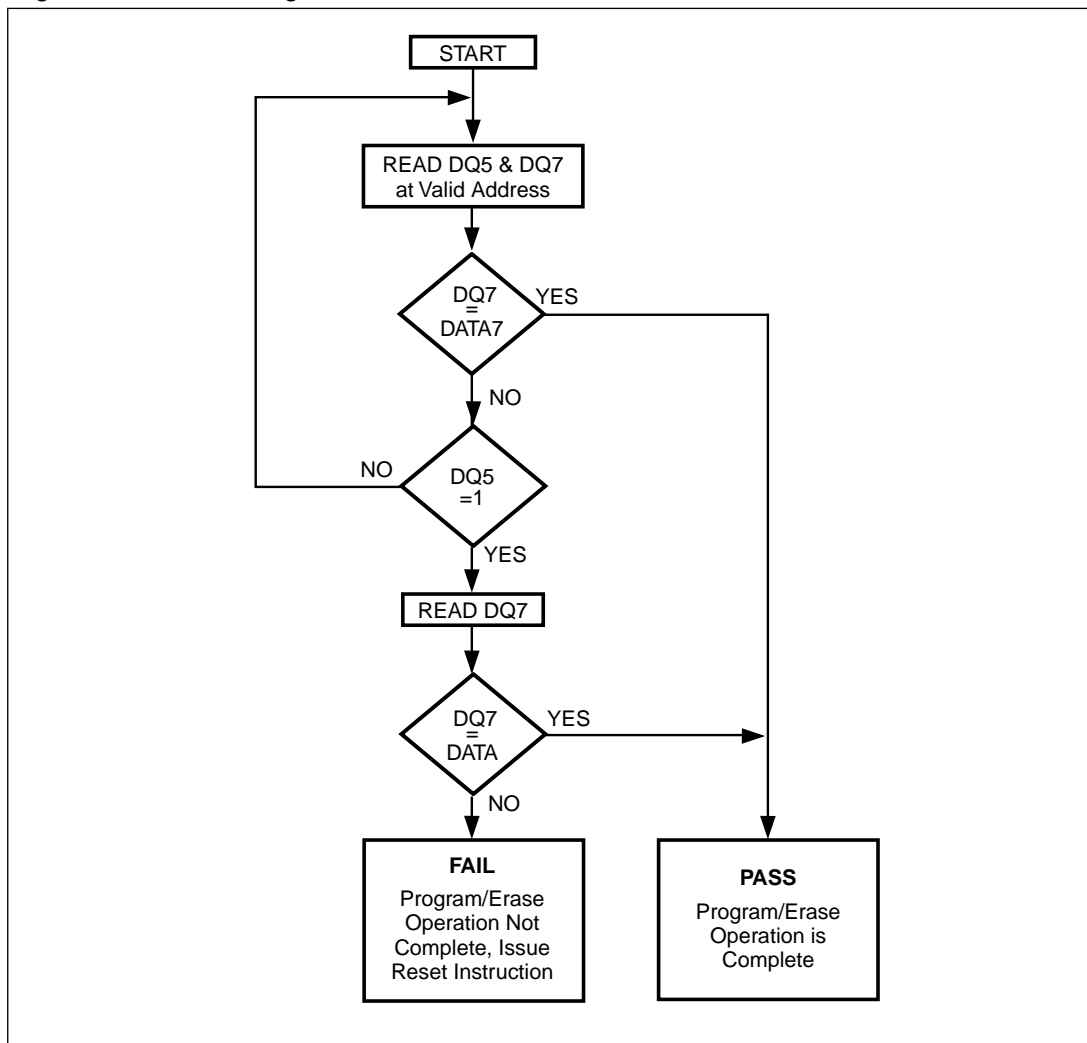 START
READ DQ5 & DQ7
at Valid Address
DQ7
=
DATA7
YES
NO
DQ5
=1
NO
YES
READ DQ7
DQ7
=
DATA
YES
NO
FAIL
Program/Erase
Operation Not
Complete, Issue
Reset Instruction
PASS
Program/Erase
Operation is
Complete